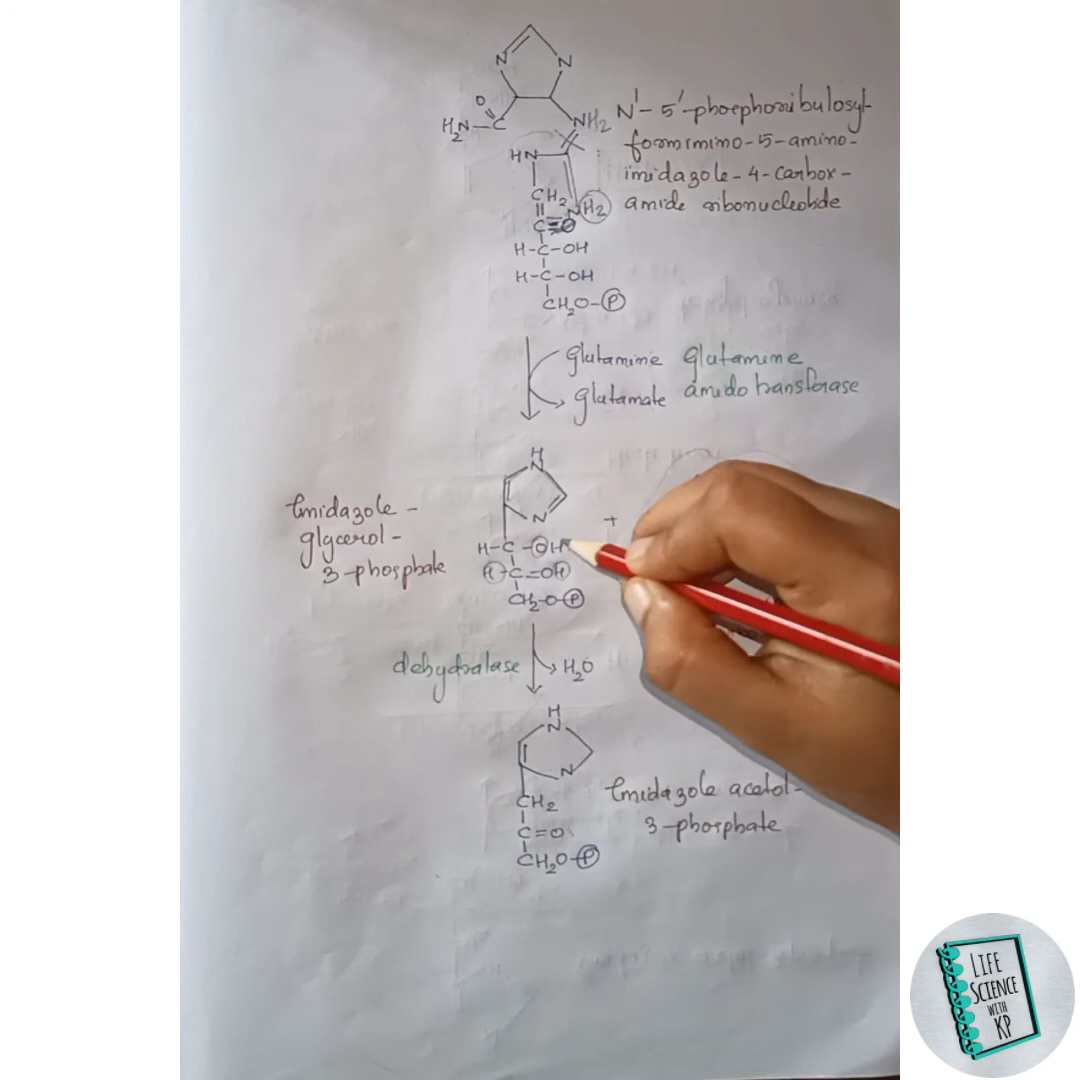 N
N
O
H₂N-C
NH₂
N'- 5'-phosphoribulosyl-
formimino-5-amino-
imidazole-4-carbox-
amide ribonucleotide
HN
CH₂
NH₂
C=O
H-C-OH
H-C-OH
CH₂O-P
glutamine
glutamine
glutamate
amidotransferase
H
N
N
Imidazole-
glycerol-
3-phosphate
+
H-C-OH
H-C=OH
CH₂-O-P
dehydratase
H₂O
H
N
N
CH₂
C=O
CH₂O-P
Imidazole acetol-
3-phosphate
LIFE
SCIENCE
WITH
KP